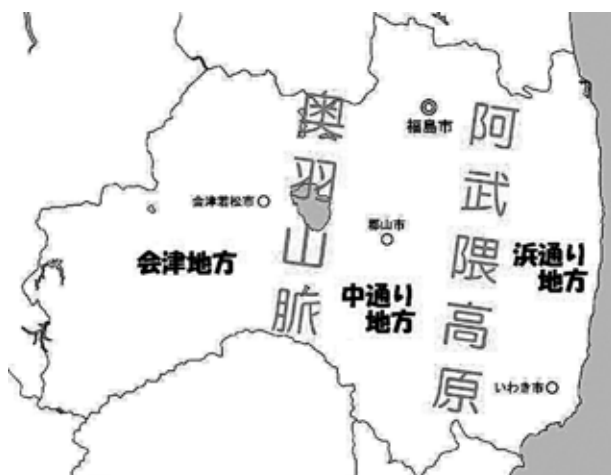 奥羽山脈
福島市
阿武隈高原
会津若松市
郡山市
会津地方
浜通り
地方
中通り
地方
いわき市